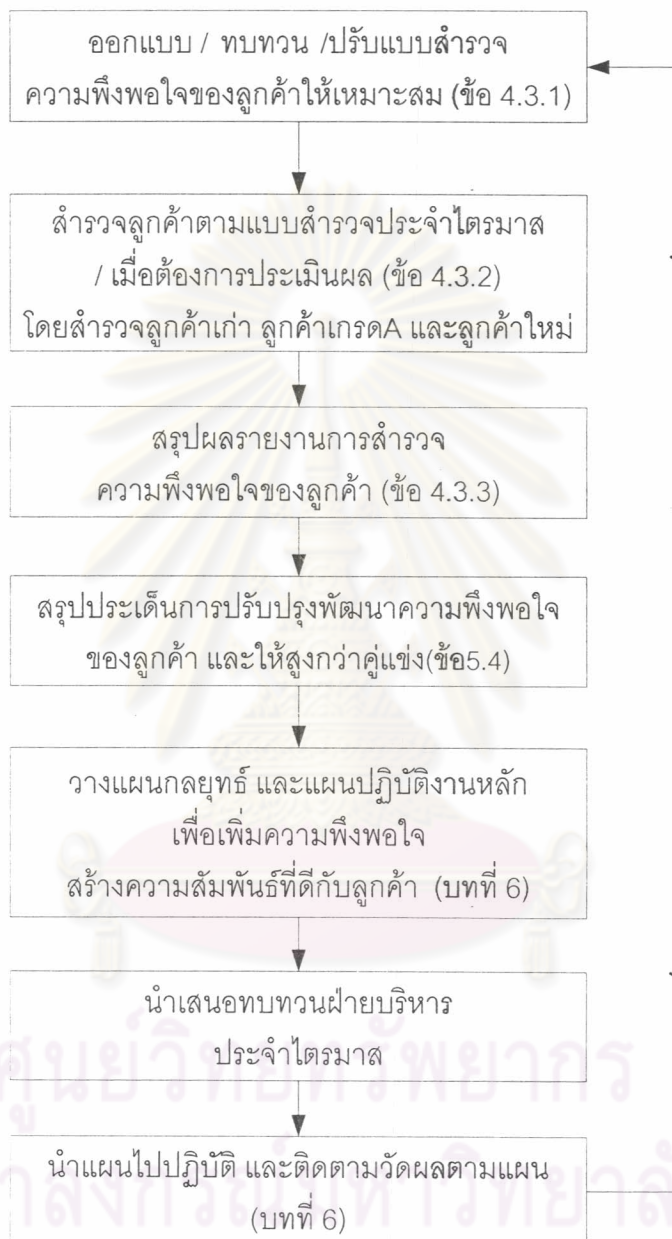 ออกแบบ / ทบทวน /ปรับแบบสำรวจ
ความพึงพอใจของลูกค้าให้เหมาะสม (ข้อ 4.3.1)
สำรวจลูกค้าตามแบบสำรวจประจำไตรมาส
/ เมื่อต้องการประเมินผล (ข้อ 4.3.2)
โดยสำรวจลูกค้าเก่า ลูกค้าเกรดA และลูกค้าใหม่
สรุปผลรายงานการสำรวจ
ความพึงพอใจของลูกค้า (ข้อ 4.3.3)
สรุปประเด็นการปรับปรุงพัฒนาความพึงพอใจ
ของลูกค้า และให้สูงกว่าคู่แข่ง(ข้อ5.4)
วางแผนกลยุทธ์ และแผนปฏิบัติงานหลัก
เพื่อเพิ่มความพึงพอใจ
สร้างความสัมพันธ์ที่ดีกับลูกค้า (บทที่ 6)
นำเสนอทบทวนฝ่ายบริหาร
ประจำไตรมาส
ศูนย์วิทยทรัพยากร
นำแผนไปปฏิบัติ และติดตามวัดผลตามแผน
(บทที่ 6)